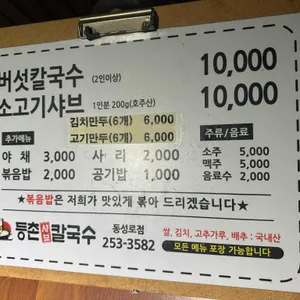 버섯칼국수 (2인이상) 10,000
소고기샤브 1인분 200g(호주산) 10,000
김치만두(6개) 6,000
고기만두(6개) 6,000
추가메뉴
야채 3,000 사리 2,000
볶음밥 2,000 공기밥 1,000
주류/음료
소주 5,000
맥주 5,000
음료수 2,000
★볶음밥은 저희가 맛있게 볶아 드리겠습니다★
등촌샤브칼국수 동성로점 253-3582
쌀, 김치, 고추가루, 배추 : 국내산
모든 메뉴 포장 가능합니다